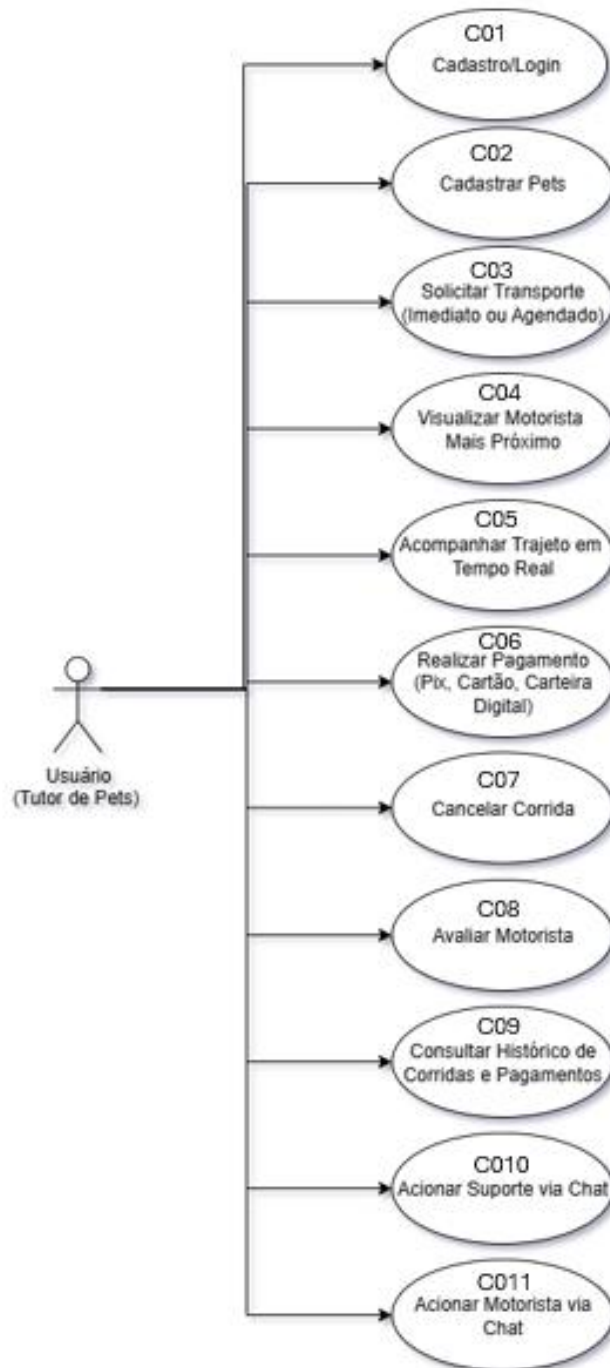 C01
Cadastro/Login
C02
Cadastrar Pets
C03
Solicitar Transporte
(Imediato ou Agendado)
C04
Visualizar Motorista
Mais Próximo
C05
Acompanhar Trajeto em
Tempo Real
C06
Realizar Pagamento
(Pix, Cartão, Carteira
Digital)
Usuário
(Tutor de Pets)
C07
Cancelar Corrida
C08
Avaliar Motorista
C09
Consultar Histórico de
Corridas e Pagamentos
C010
Acionar Suporte via Chat
C011
Acionar Motorista via
Chat